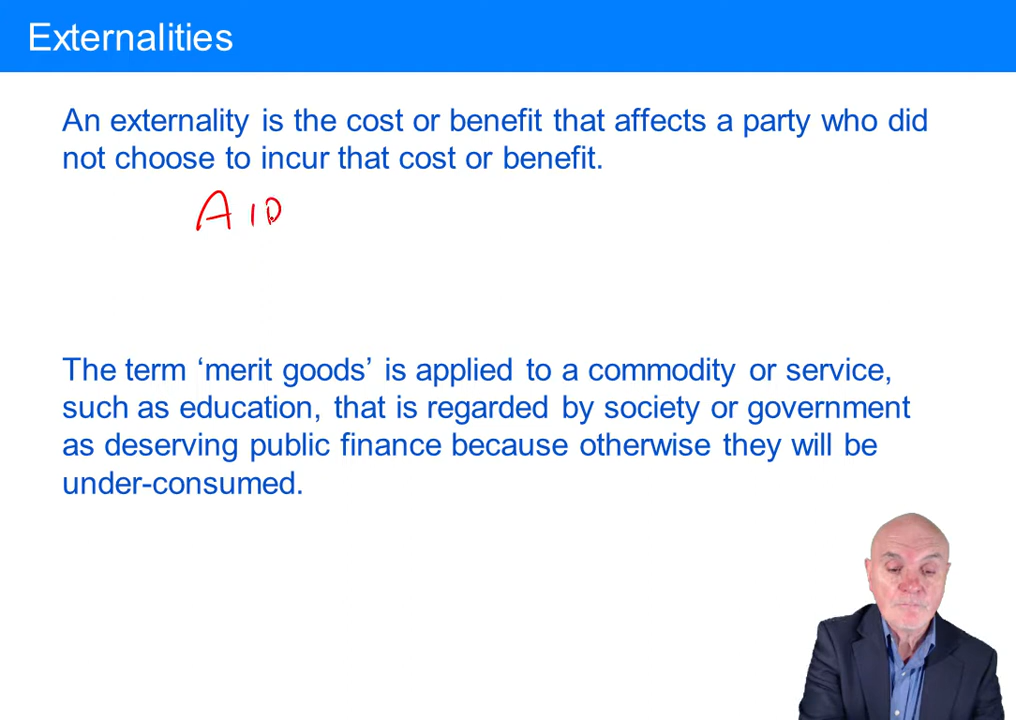 Externalities
An externality is the cost or benefit that affects a party who did
not choose to incur that cost or benefit.
The term ‘merit goods’ is applied to a commodity or service,
such as education, that is regarded by society or government
as deserving public finance because otherwise they will be
under-consumed.